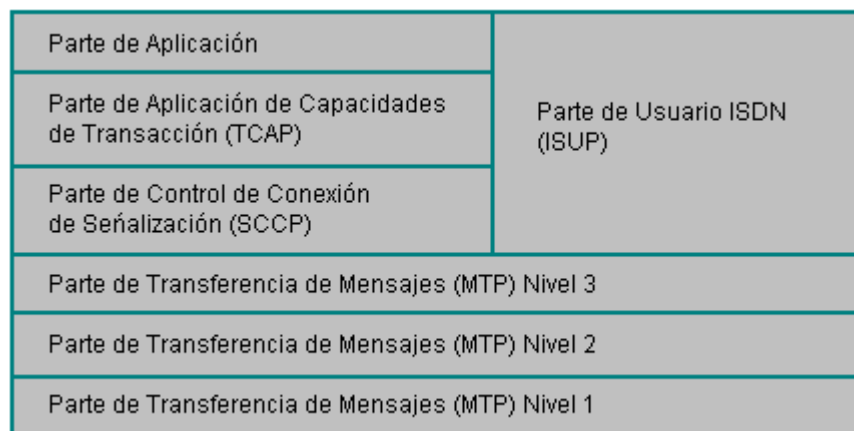 Parte de Aplicación
Parte de Aplicación de Capacidades
de Transacción (TCAP)
Parte de Usuario ISDN
(ISUP)
Parte de Control de Conexión
de Seńalización (SCCP)
Parte de Transferencia de Mensajes (MTP) Nivel 3
Parte de Transferencia de Mensajes (MTP) Nivel 2
Parte de Transferencia de Mensajes (MTP) Nivel 1